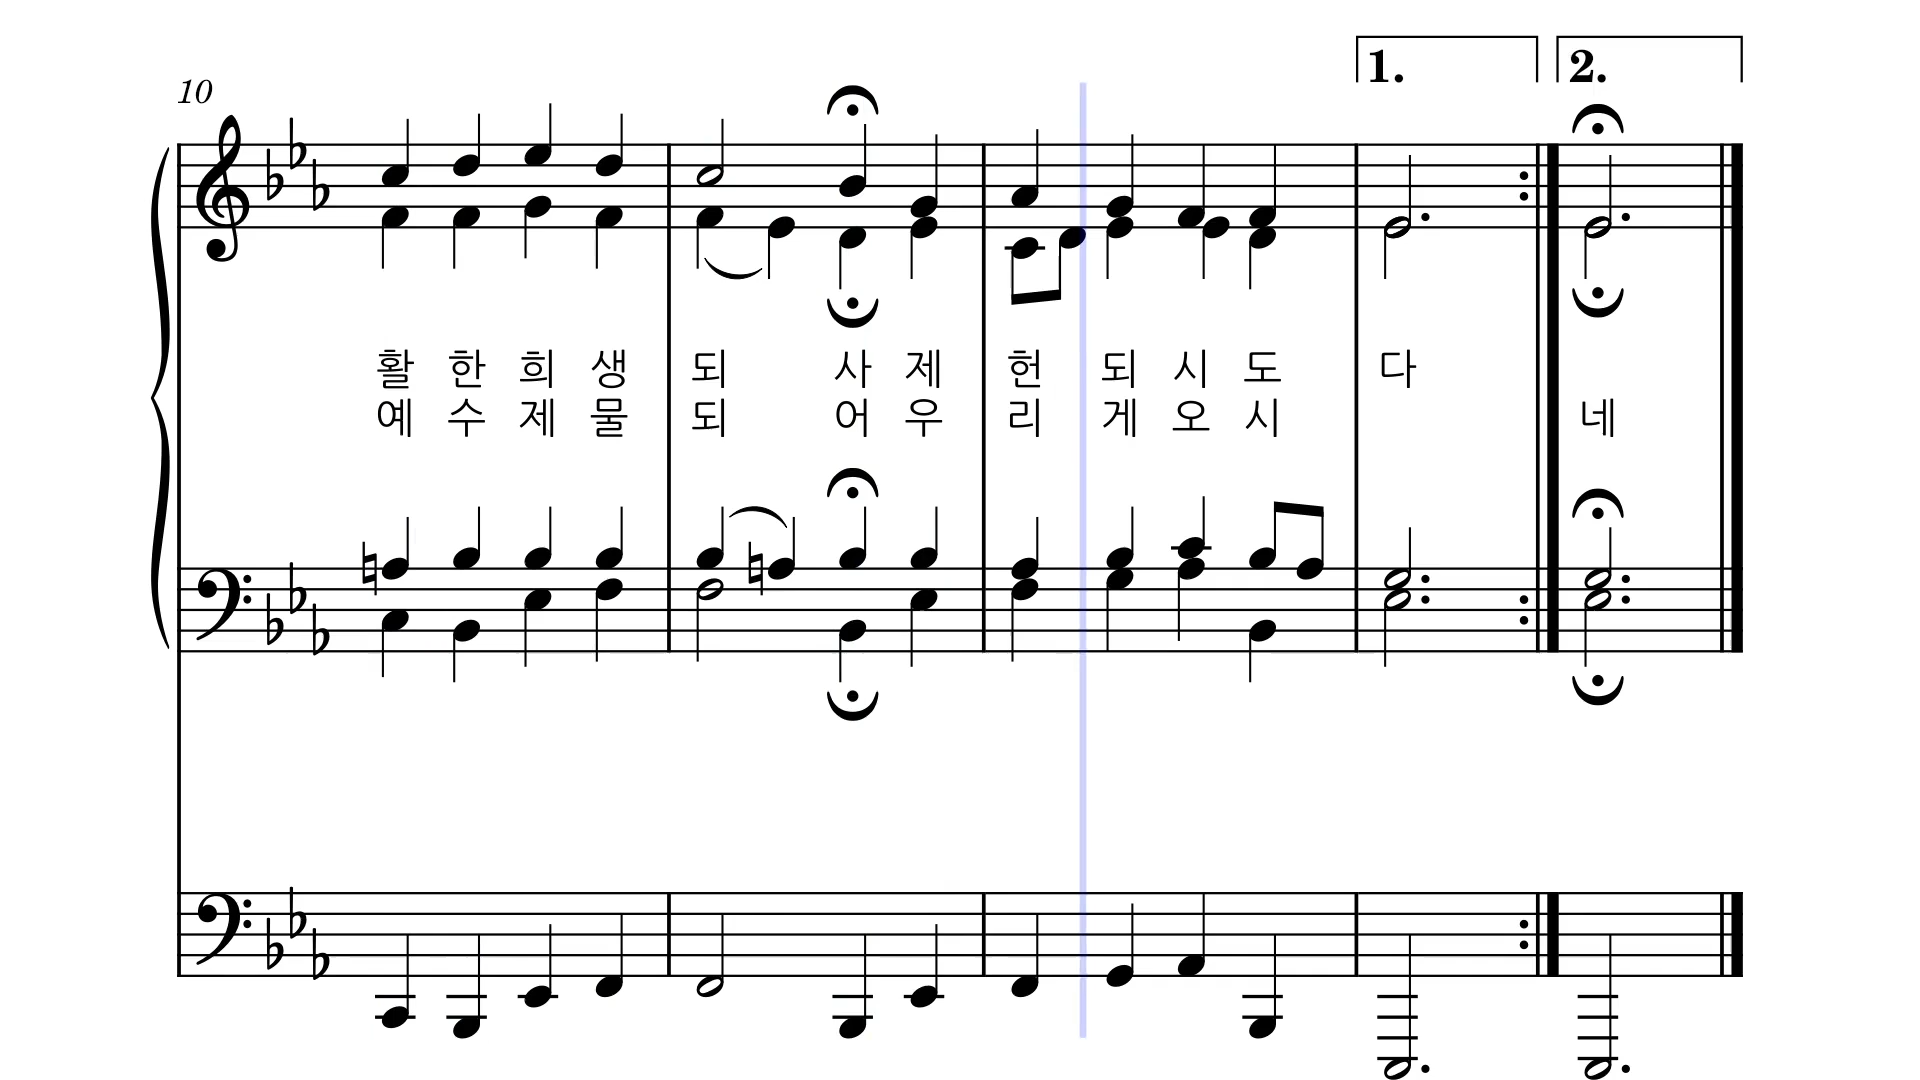 1. 2.
10
활 한 희 생 되 사 제 헌 되 시 도 다
예 수 제 물 되 어 우 리 게 오 시 네